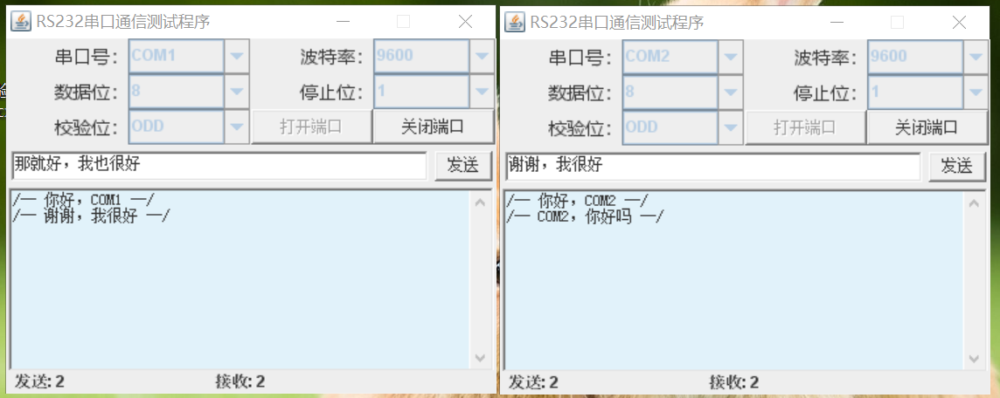 RS232串口通信测试程序
串口号: COM1 波特率: 9600
数据位: 8 停止位: 1
校验位: ODD 打开端口 关闭端口
那就好，我也很好 发送
/— 你好，COM1 —/
/— 谢谢，我很好 —/
发送: 2 接收: 2
RS232串口通信测试程序
串口号: COM2 波特率: 9600
数据位: 8 停止位: 1
校验位: ODD 打开端口 关闭端口
谢谢，我很好 发送
/— 你好，COM2 —/
/— COM2，你好吗 —/
发送: 2 接收: 2